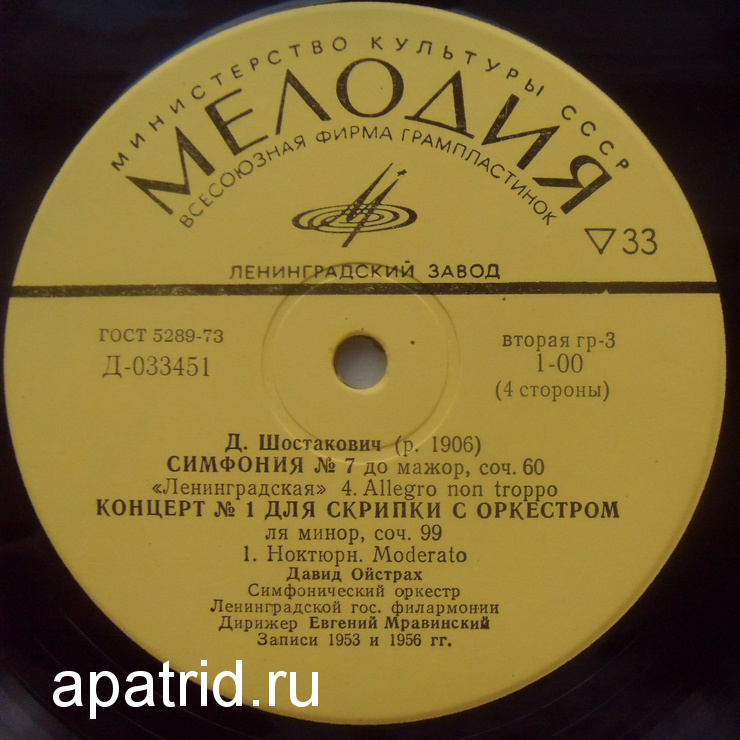 МИНИСТЕРСТВО КУЛЬТУРЫ СССР
МЕЛОДИЯ
ВСЕСОЮЗНАЯ ФИРМА ГРАМПЛАСТИНОК
▽33
ЛЕНИНГРАДСКИЙ ЗАВОД
ГОСТ 5289-73
Д-033451
вторая гр-3
1-00
(4 стороны)
Д. Шостакович (р. 1906)
СИМФОНИЯ № 7 до мажор, соч. 60
«Ленинградская» 4. Allegro non troppo
КОНЦЕРТ № 1 ДЛЯ СКРИПКИ С ОРКЕСТРОМ
ля минор, соч. 99
1. Ноктюрн. Moderato
Давид Ойстрах
Симфонический оркестр
Ленинградской гос. филармонии
Дирижер Евгений Мравинский
Записи 1953 и 1956 гг.
apatrid.ru